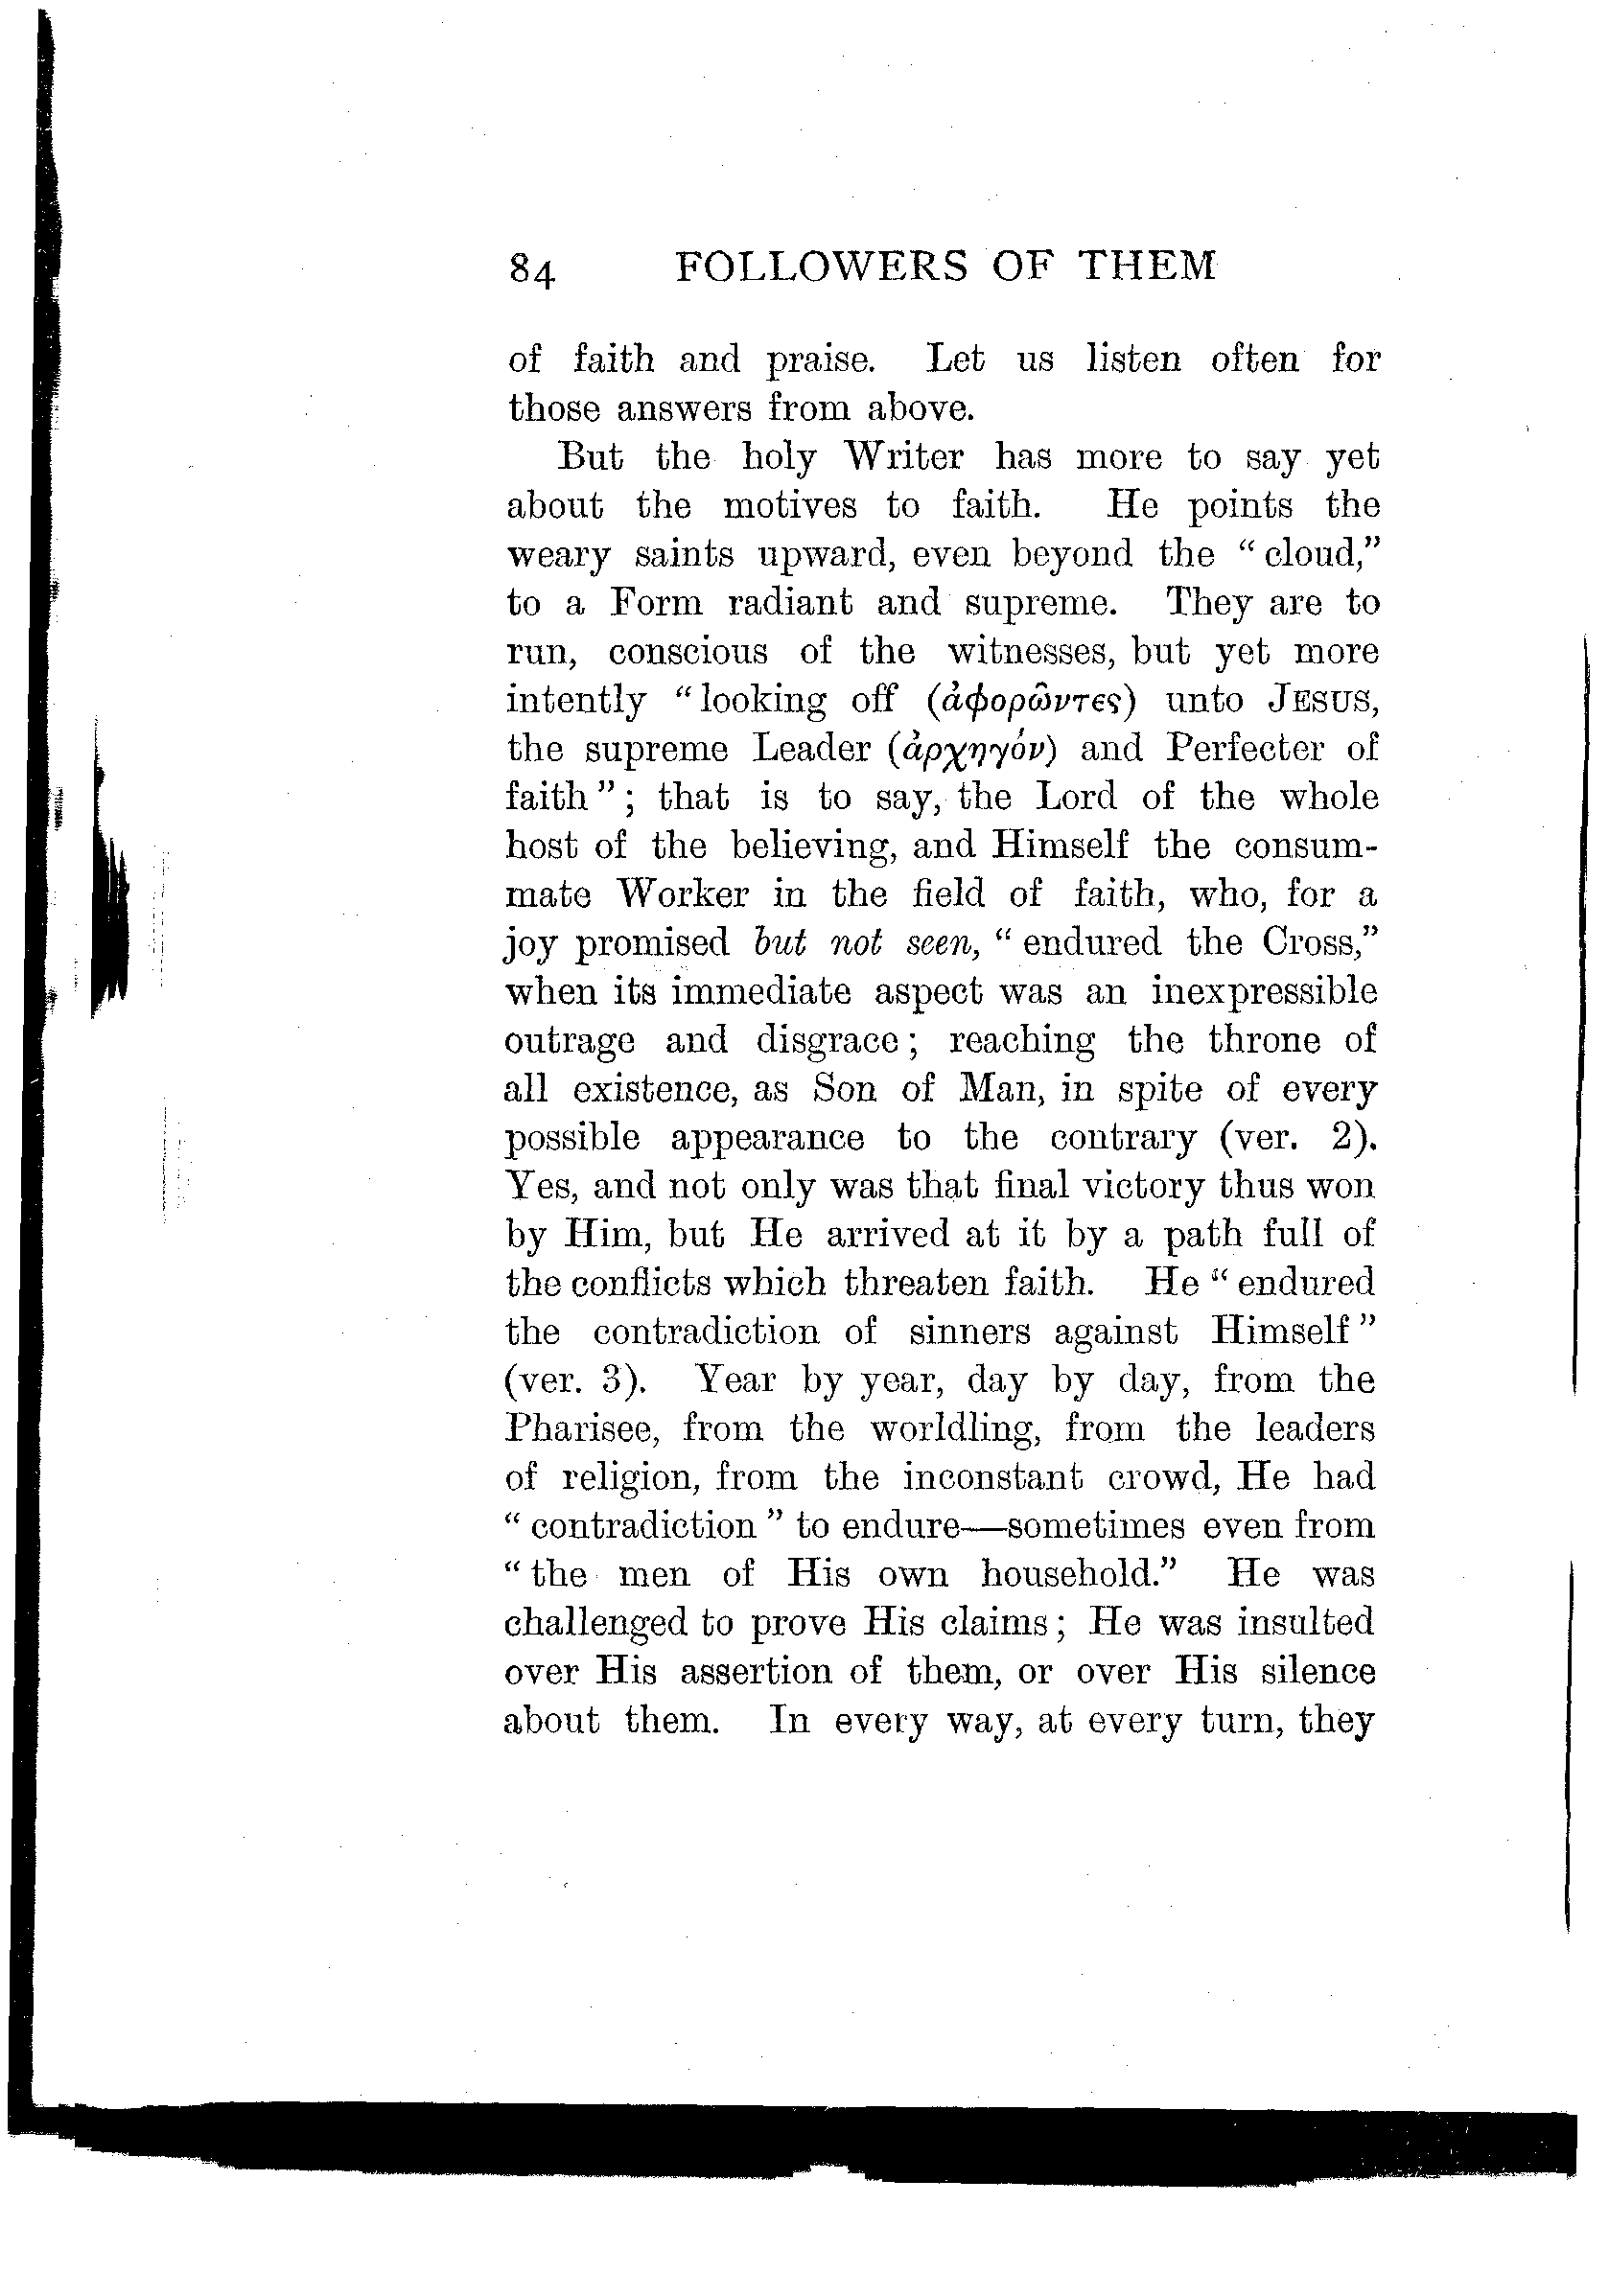 84 FOLLOWERS OF THEM
of faith and praise. Let us listen often for
those answers from above.
But the holy Writer has more to say yet
about the motives to faith. He points the
weary saints upward, even beyond the “cloud,”
to a Form radiant and supreme. They are to
run, conscious of the witnesses, but yet more
intently “looking off (ἀφορῶντες) unto JESUS,
the supreme Leader (ἀρχηγόν) and Perfecter of
faith”; that is to say, the Lord of the whole
host of the believing, and Himself the consum-
mate Worker in the field of faith, who, for a
joy promised but not seen, “endured the Cross,”
when its immediate aspect was an inexpressible
outrage and disgrace; reaching the throne of
all existence, as Son of Man, in spite of every
possible appearance to the contrary (ver. 2).
Yes, and not only was that final victory thus won
by Him, but He arrived at it by a path full of
the conflicts which threaten faith. He “endured
the contradiction of sinners against Himself”
(ver. 3). Year by year, day by day, from the
Pharisee, from the worldling, from the leaders
of religion, from the inconstant crowd, He had
“contradiction” to endure—sometimes even from
“the men of His own household.” He was
challenged to prove His claims; He was insulted
over His assertion of them, or over His silence
about them. In every way, at every turn, they